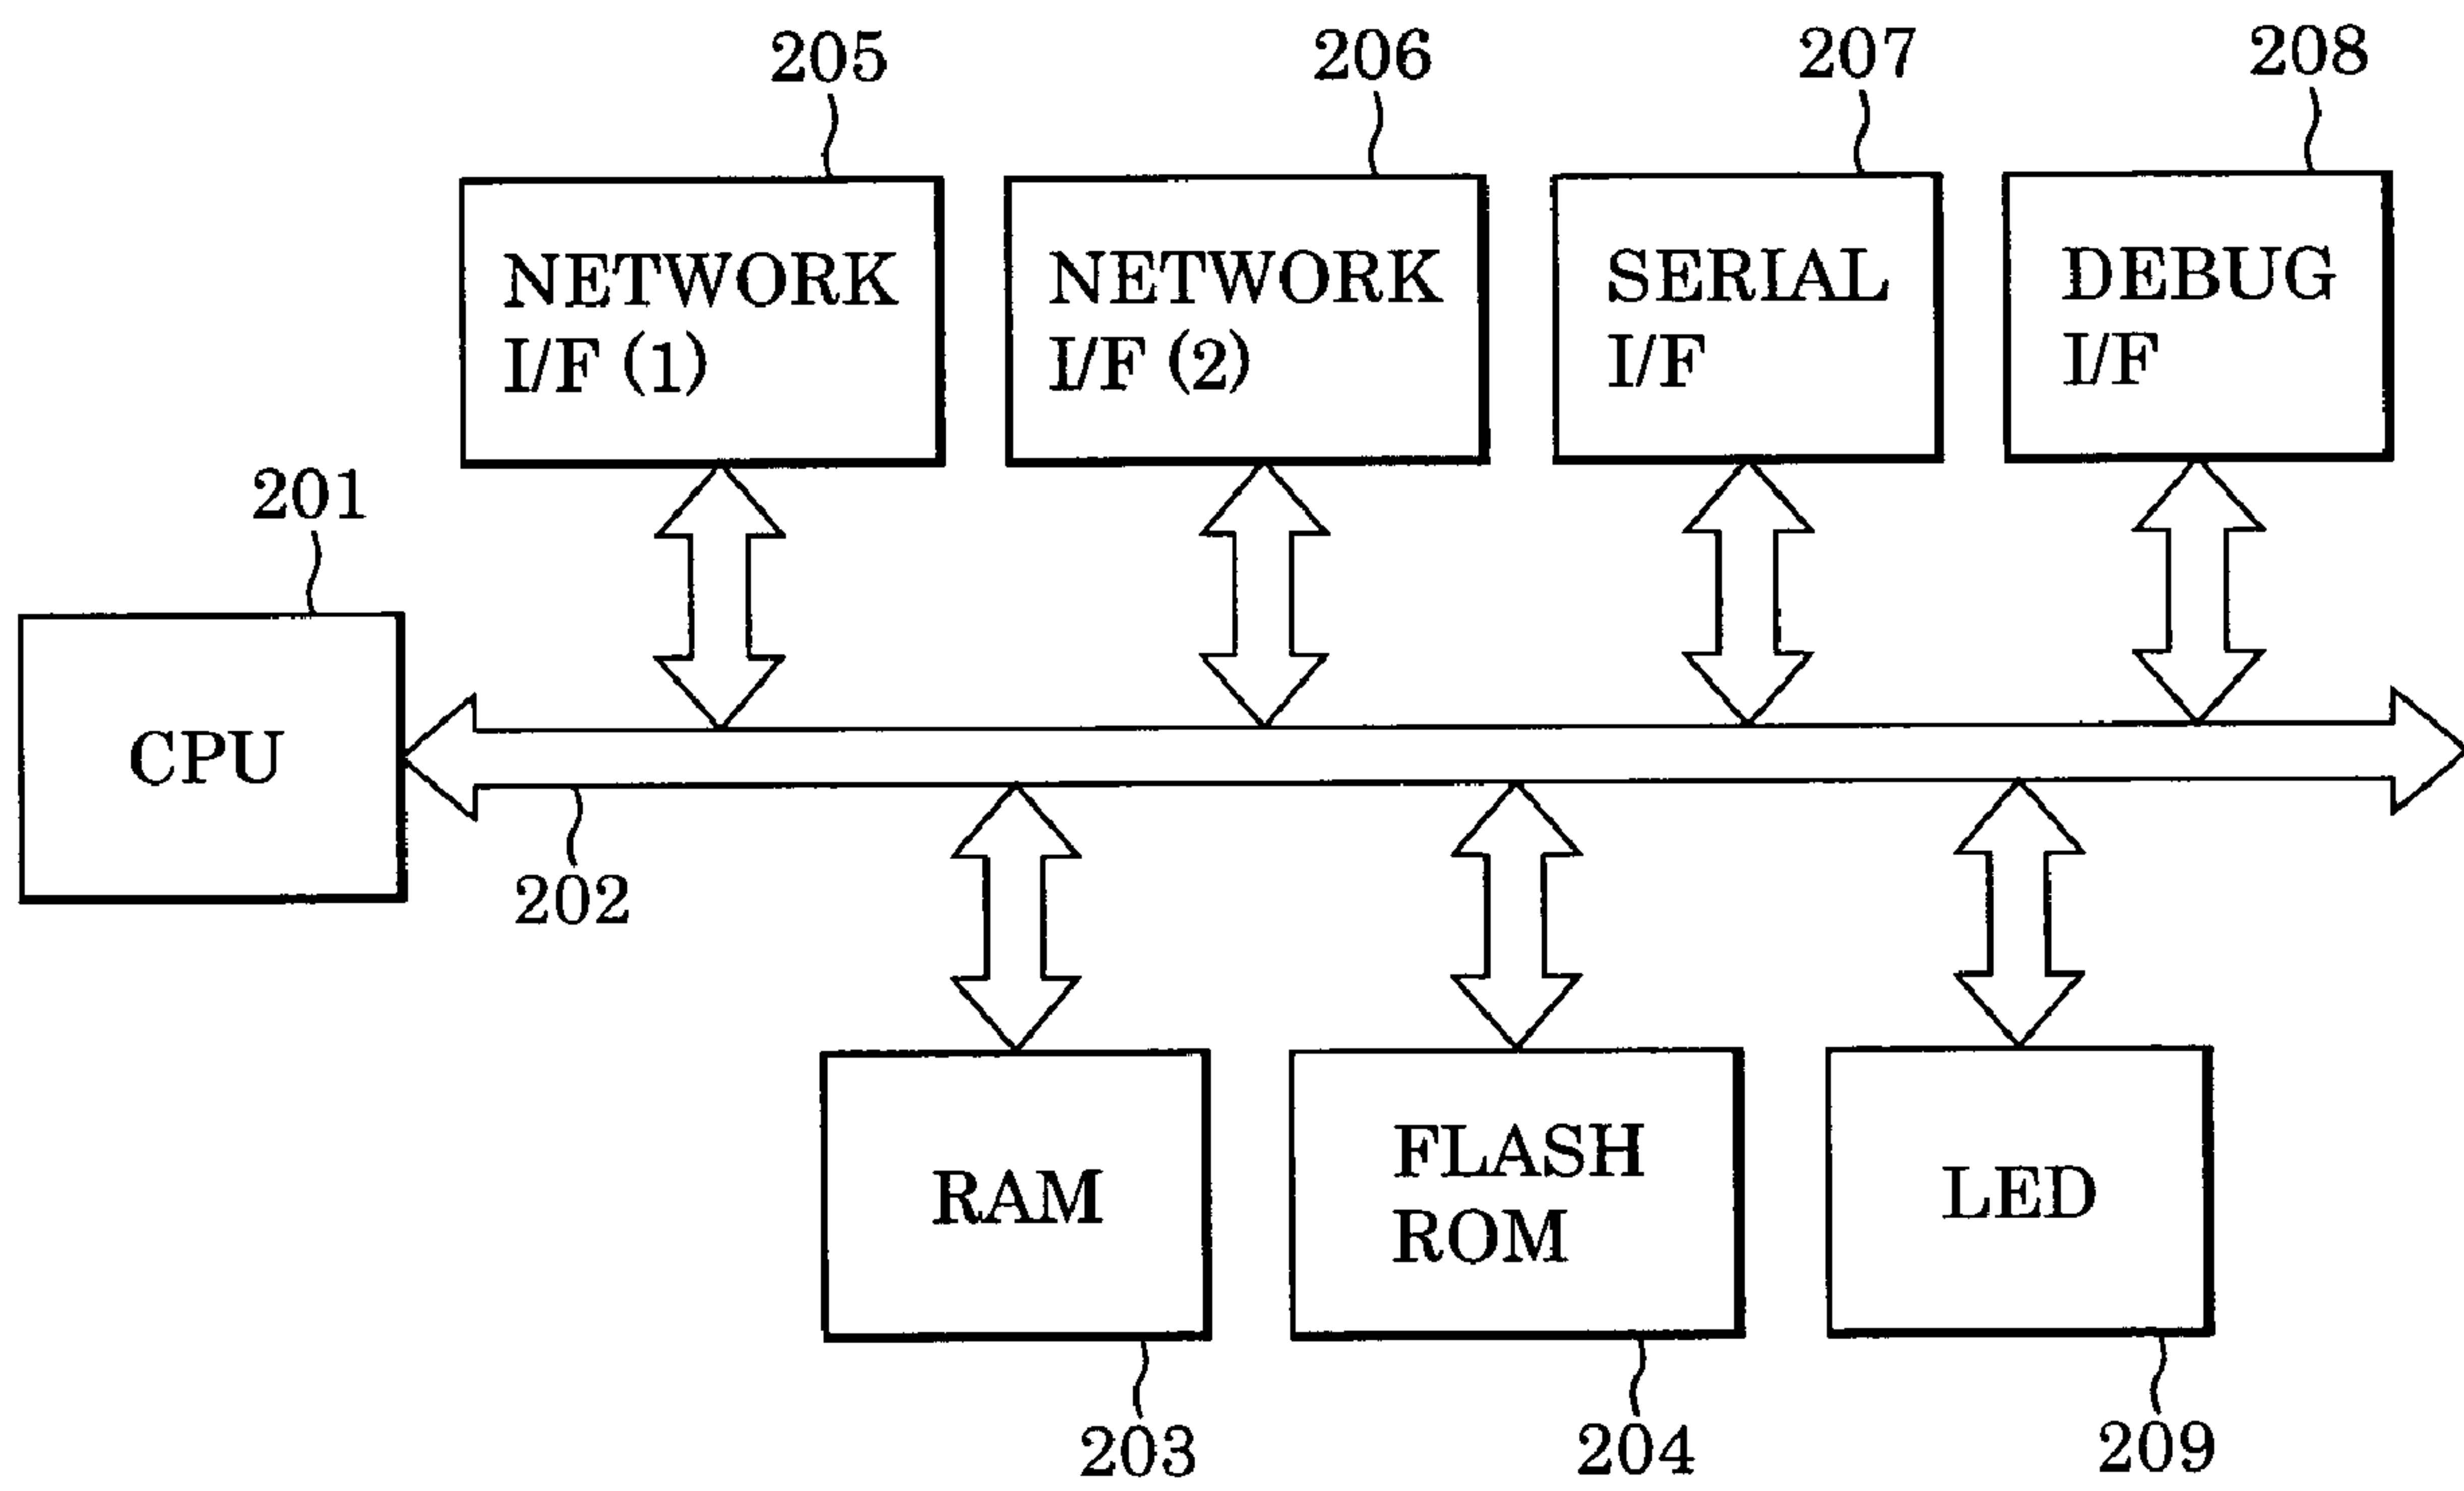 205
206
207
208
NETWORK
I/F (1)
NETWORK
I/F (2)
SERIAL
I/F
DEBUG
I/F
201
CPU
202
RAM
FLASH
ROM
LED
203
204
209